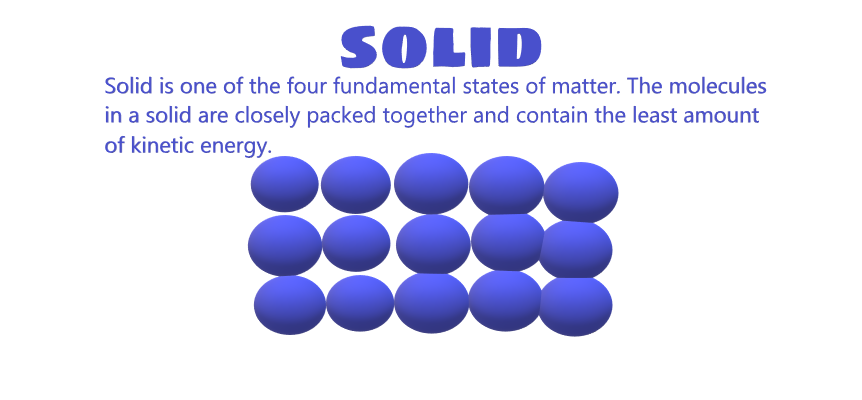 SOLID
Solid is one of the four fundamental states of matter. The molecules
in a solid are closely packed together and contain the least amount
of kinetic energy.